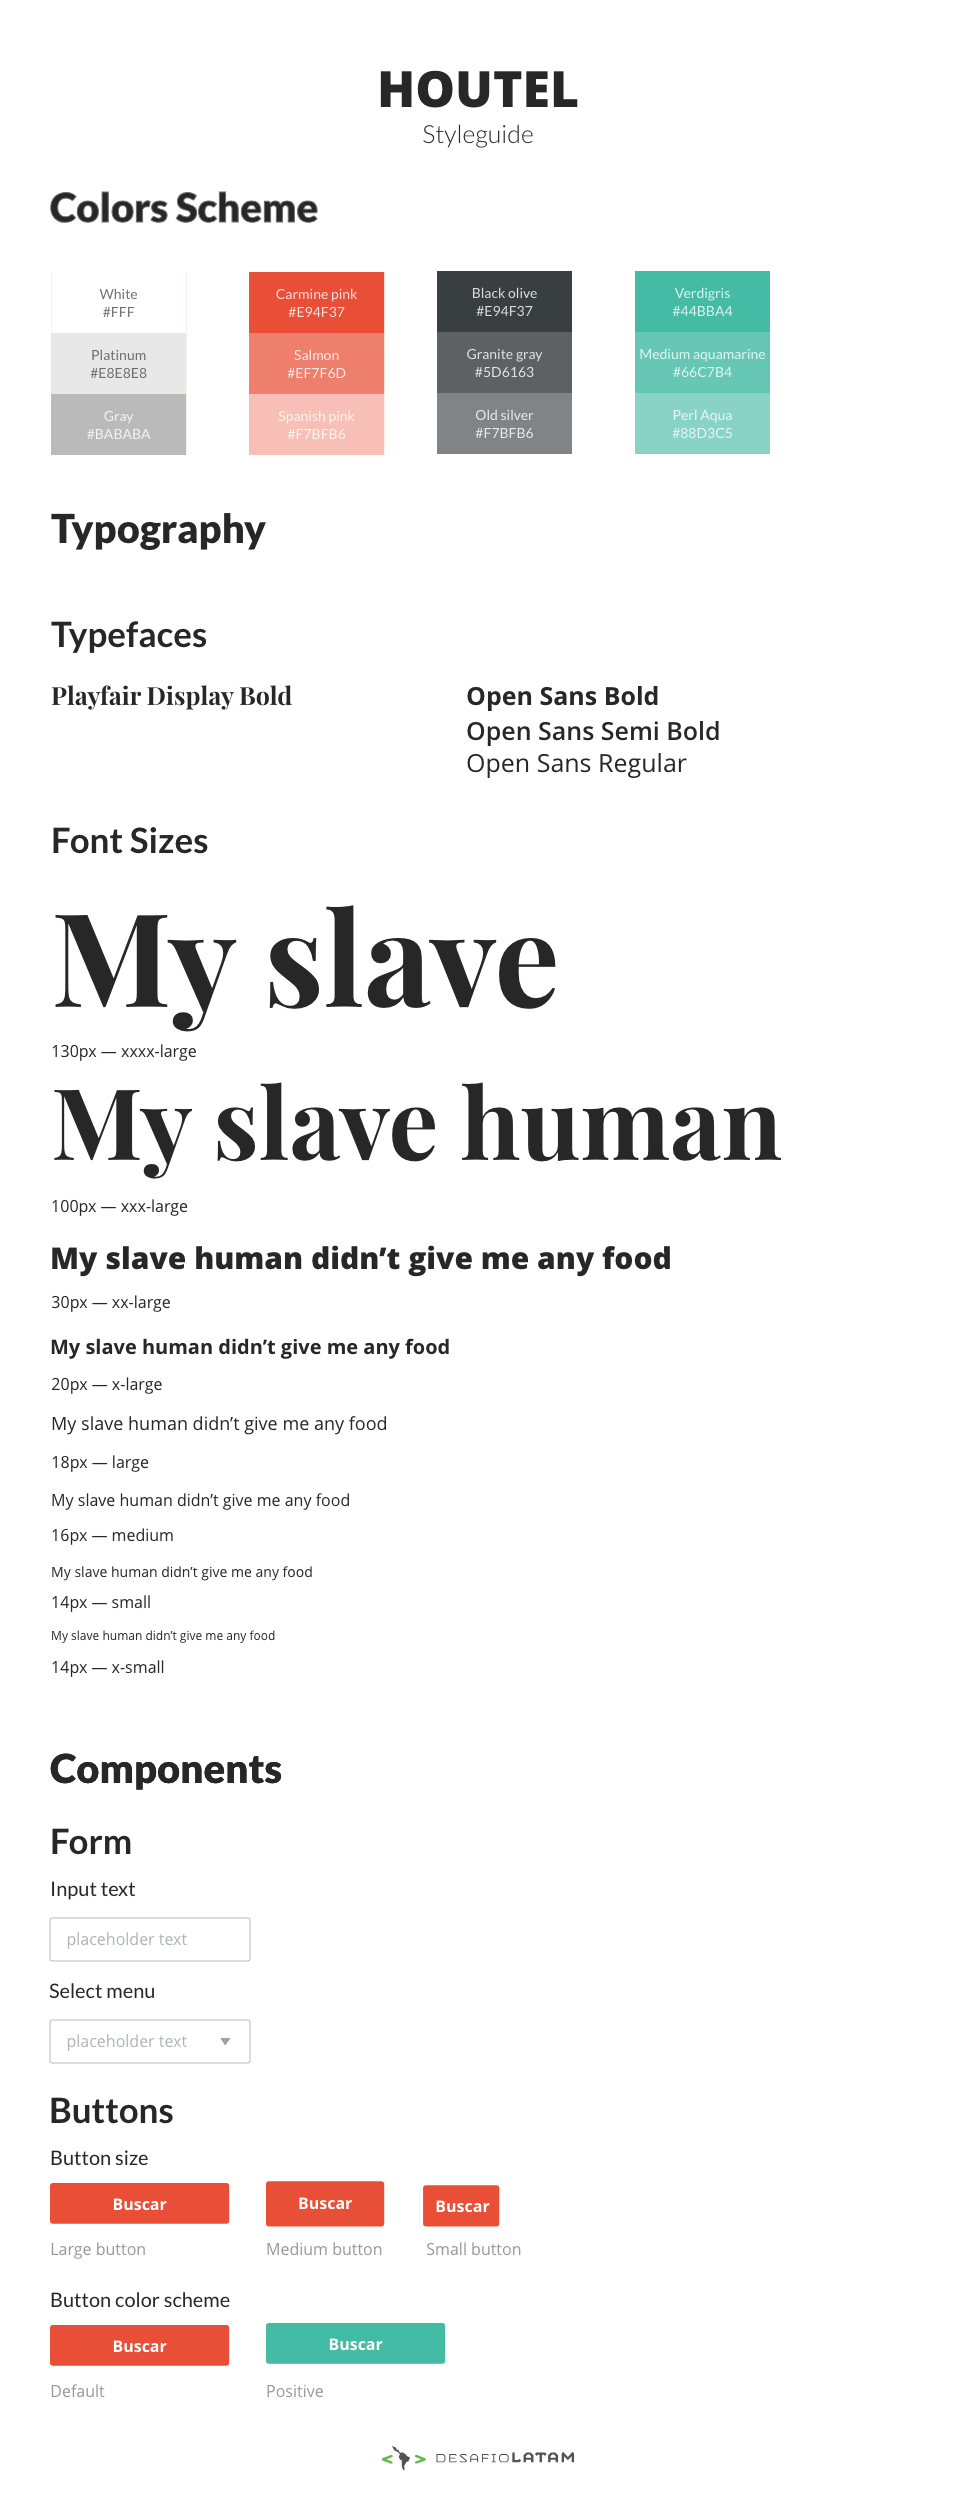 HOUTEL
Styleguide
Colors Scheme
White
#FFF
Platinum
#E8E8E8
Gray
#BABABA
Carmine pink
#E94F37
Salmon
#EF7F6D
Spanish pink
#F7BFB6
Black olive
#E94F37
Granite gray
#5D6163
Old silver
#F7BFB6
Verdigris
#44BBA4
Medium aquamarine
#66C7B4
Perl Aqua
#88D3C5
Typography
Typefaces
Playfair Display Bold
Open Sans Bold
Open Sans Semi Bold
Open Sans Regular
Font Sizes
My slave
130px — xxxx-large
My slave human
100px — xxx-large
My slave human didn’t give me any food
30px — xx-large
My slave human didn’t give me any food
20px — x-large
My slave human didn’t give me any food
18px — large
My slave human didn’t give me any food
16px — medium
My slave human didn’t give me any food
14px — small
My slave human didn’t give me any food
14px — x-small
Components
Form
Input text
placeholder text
Select menu
placeholder text
Buttons
Button size
Buscar
Buscar
Buscar
Large button
Medium button
Small button
Button color scheme
Buscar
Buscar
Default
Positive
< > DESAFIOLATAM